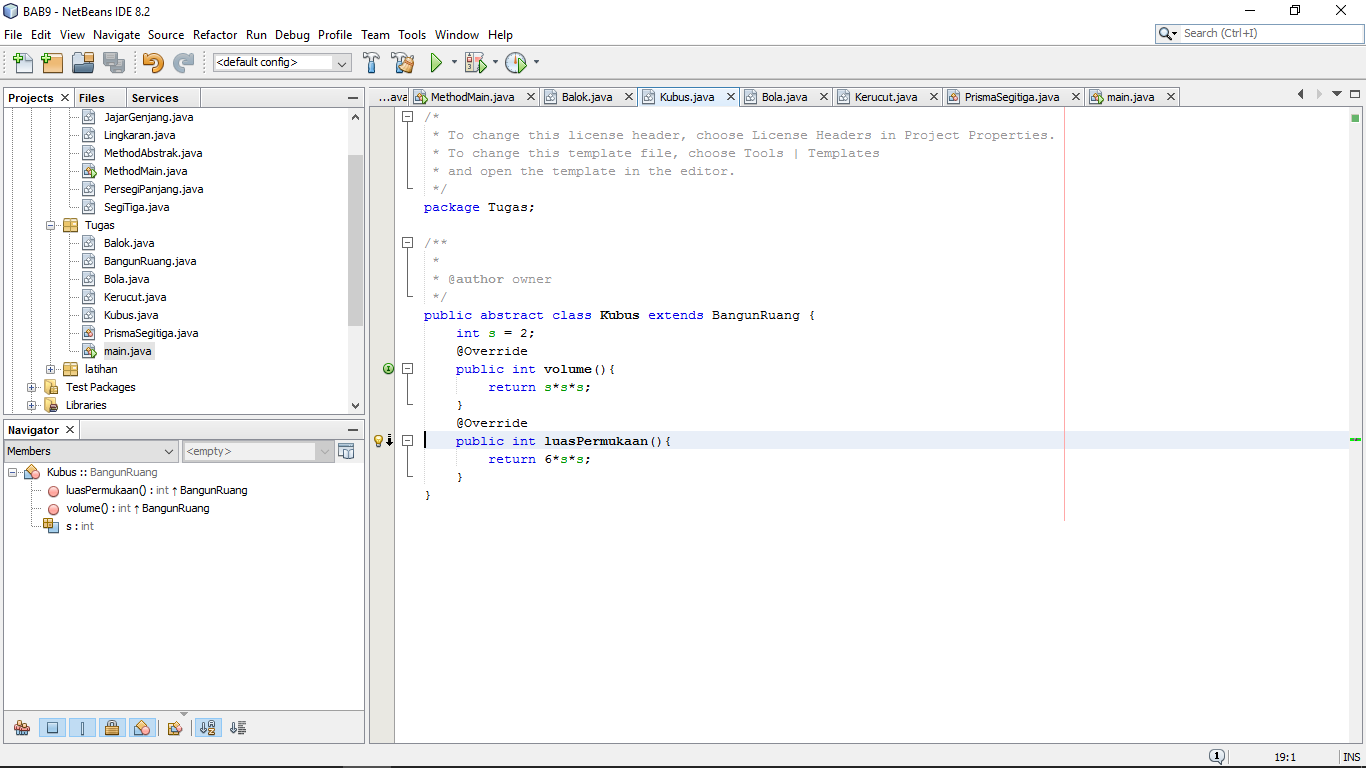 BAB9 - NetBeans IDE 8.2
File Edit View Navigate Source Refactor Run Debug Profile Team Tools Window Help
Search (Ctrl+I)
<default config>
Projects Files Services
JajarGenjang.java
Lingkaran.java
MethodAbstrak.java
MethodMain.java
PersegiPanjang.java
SegiTiga.java
Tugas
Balok.java
BangunRuang.java
Bola.java
Kerucut.java
Kubus.java
PrismaSegitiga.java
main.java
latihan
Test Packages
Libraries
Navigator
Members <empty>
Kubus :: BangunRuang
luasPermukaan() : int ↑ BangunRuang
volume() : int ↑ BangunRuang
s : int
...ava MethodMain.java Balok.java Kubus.java Bola.java Kerucut.java PrismaSegitiga.java main.java
/*
 * To change this license header, choose License Headers in Project Properties.
 * To change this template file, choose Tools | Templates
 * and open the template in the editor.
 */
package Tugas;
/**
 *
 * @author owner
 */
public abstract class Kubus extends BangunRuang {
    int s = 2;
    @Override
    public int volume(){
        return s*s*s;
    }
    @Override
    public int luasPermukaan(){
        return 6*s*s;
    }
}
1
19:1 INS